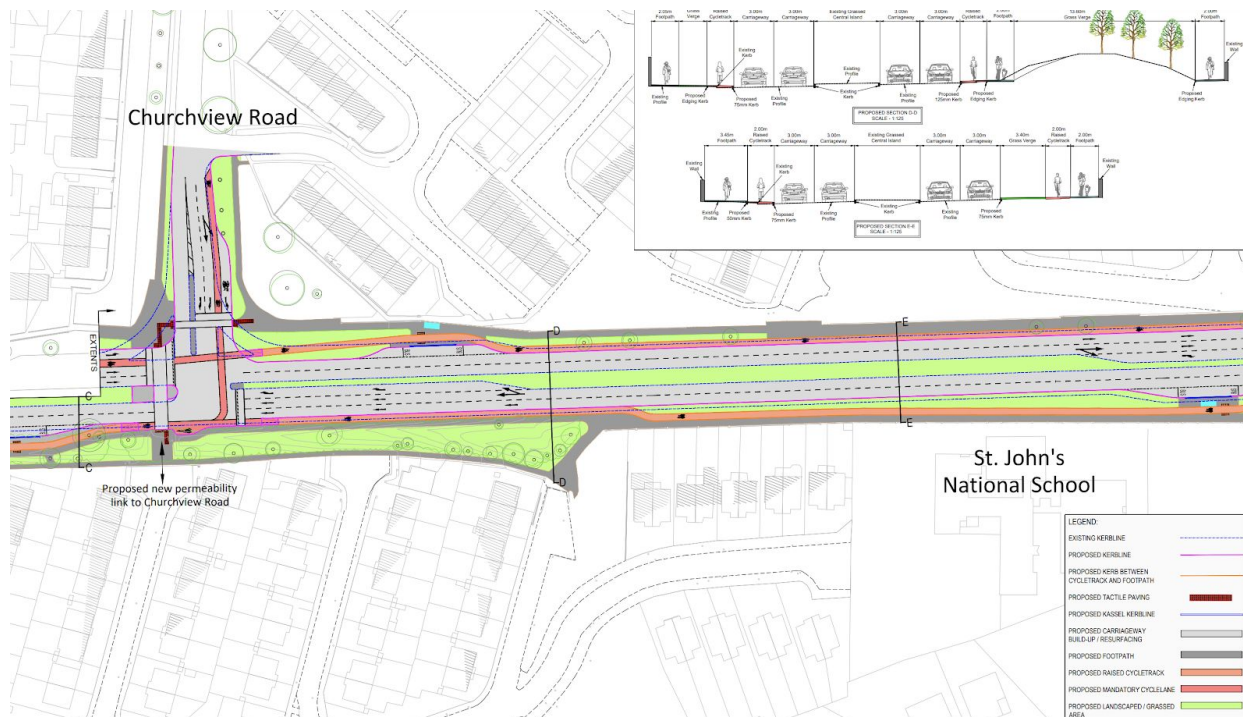 2.00m
Footpath
Grass
Verge
Raised
Cycletrack
3.00m
Carriageway
3.00m
Carriageway
Existing Grassed
Central Island
3.00m
Carriageway
3.00m
Carriageway
Raised
Cycletrack
Footpath
Grass Verge
2.00m
Footpath
Existing
Kerb
Existing
Profile
Existing
Wall
Existing
Profile
Proposed
Edging Kerb
Proposed
75mm Kerb
Existing
Profile
Existing
Kerb
Existing
Profile
Proposed
125mm Kerb
Proposed
Edging Kerb
Proposed
Edging Kerb
PROPOSED SECTION D-D
SCALE - 1:125
3.40m
Footpath
2.00m
Raised
Cycletrack
3.00m
Carriageway
3.00m
Carriageway
Existing Grassed
Central Island
3.00m
Carriageway
3.00m
Carriageway
3.40m
Grass Verge
2.00m
Raised
Cycletrack
2.00m
Footpath
Existing
Wall
Existing
Kerb
Existing
Wall
Existing
Profile
Proposed
50mm Kerb
Proposed
75mm Kerb
Existing
Profile
Existing
Kerb
Existing
Profile
Proposed
75mm Kerb
PROPOSED SECTION E-E
SCALE - 1:125
Churchview Road
EXTENTS
C
C
D
D
E
E
Proposed new permeability
link to Churchview Road
St. John's
National School
LEGEND:
EXISTING KERBLINE
PROPOSED KERBLINE
PROPOSED KERB BETWEEN
CYCLETRACK AND FOOTPATH
PROPOSED TACTILE PAVING
PROPOSED KASSEL KERBLINE
PROPOSED CARRIAGEWAY
BUILD-UP / RESURFACING
PROPOSED FOOTPATH
PROPOSED RAISED CYCLETRACK
PROPOSED MANDATORY CYCLELANE
PROPOSED LANDSCAPED / GRASSED
AREA